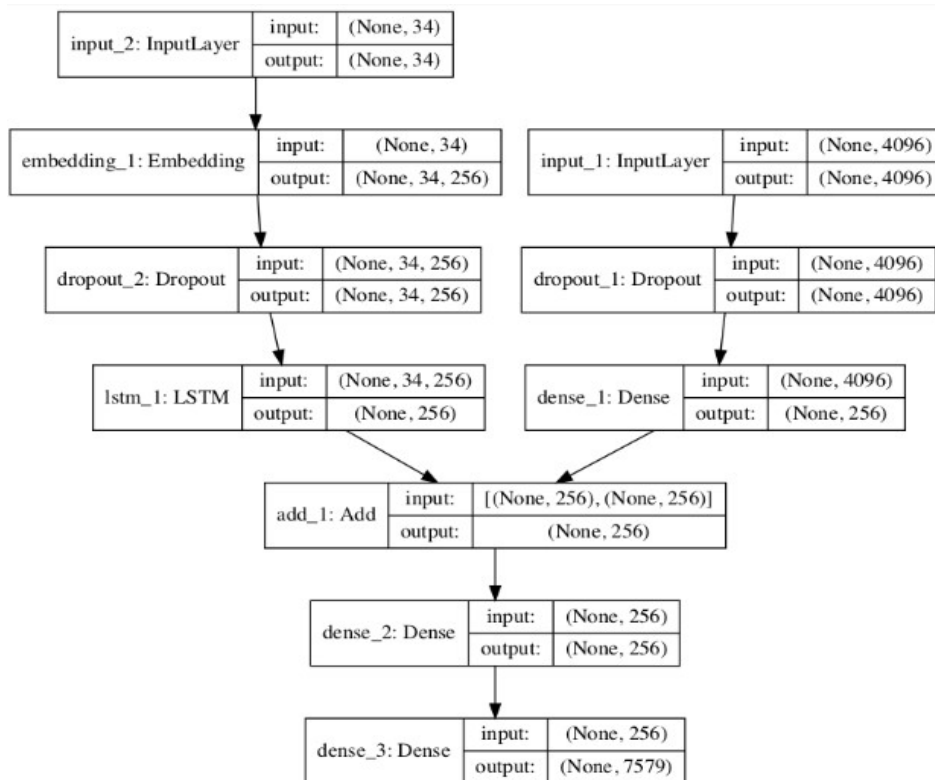 input_2: InputLayer
input: (None, 34)
output: (None, 34)
embedding_1: Embedding
input: (None, 34)
output: (None, 34, 256)
input_1: InputLayer
input: (None, 4096)
output: (None, 4096)
dropout_2: Dropout
input: (None, 34, 256)
output: (None, 34, 256)
dropout_1: Dropout
input: (None, 4096)
output: (None, 4096)
lstm_1: LSTM
input: (None, 34, 256)
output: (None, 256)
dense_1: Dense
input: (None, 4096)
output: (None, 256)
add_1: Add
input: [(None, 256), (None, 256)]
output: (None, 256)
dense_2: Dense
input: (None, 256)
output: (None, 256)
dense_3: Dense
input: (None, 256)
output: (None, 7579)